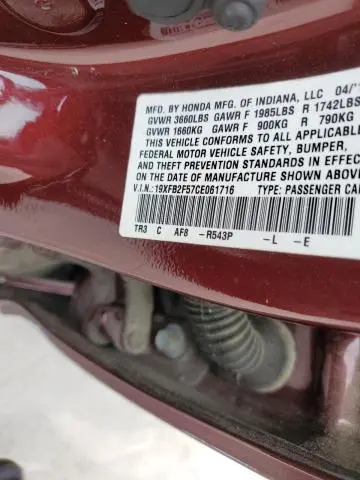 MFD. BY HONDA MFG. OF INDIANA, LLC 04/
GVWR 3660LBS GAWR F 1985LBS R 1742LBS
GVWR 1660KG GAWR F 900KG R 790KG
THIS VEHICLE CONFORMS TO ALL APPLICABLE
FEDERAL MOTOR VEHICLE SAFETY, BUMPER,
AND THEFT PREVENTION STANDARDS IN EFFECT
ON THE DATE OF MANUFACTURE SHOWN ABOVE
V.I.N.: 19XFB2F57CE061716 TYPE: PASSENGER CAR
TR3 C AF8 -R543P -L -E